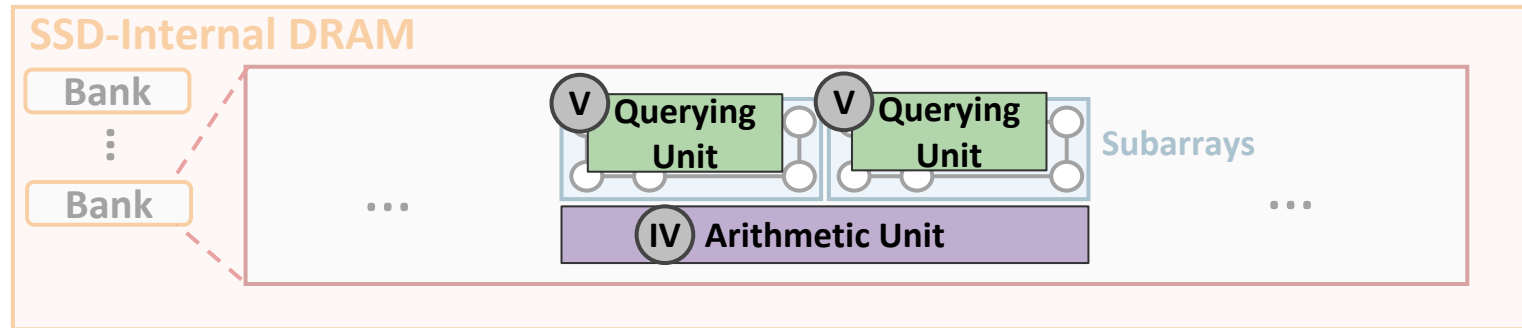 SSD-Internal DRAM
Bank
⋮
Bank
...
V Querying
Unit
V Querying
Unit
Subarrays
IV Arithmetic Unit
...